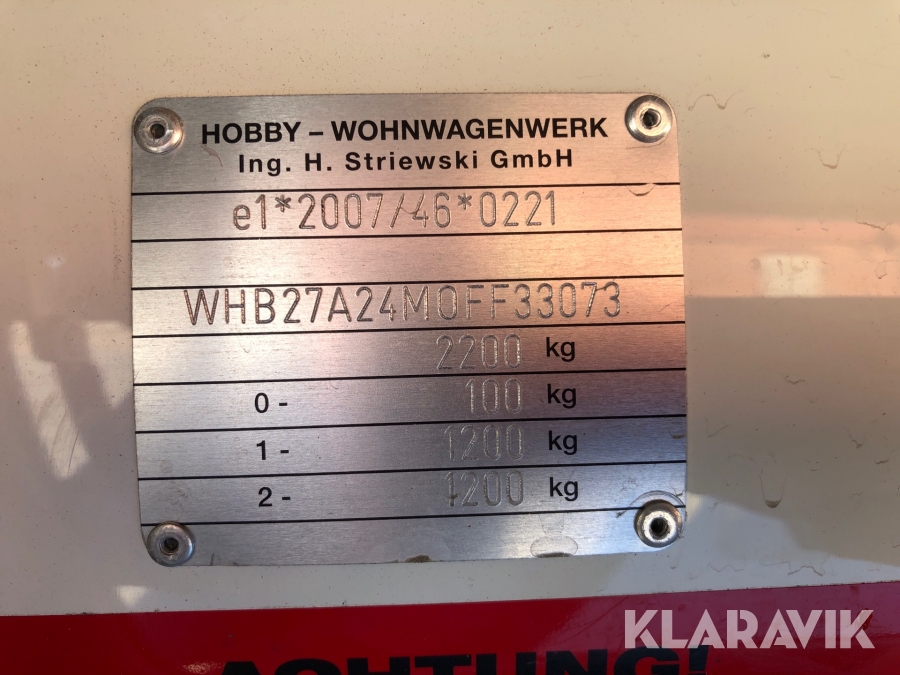 HOBBY – WOHNWAGENWERK
Ing. H. Striewski GmbH
e1*2007/46*0221
WHB27A24M0FF33073
2200 kg
0- 100 kg
1- 1200 kg
2- 1200 kg
ACHTUNG!
KLARAVIK